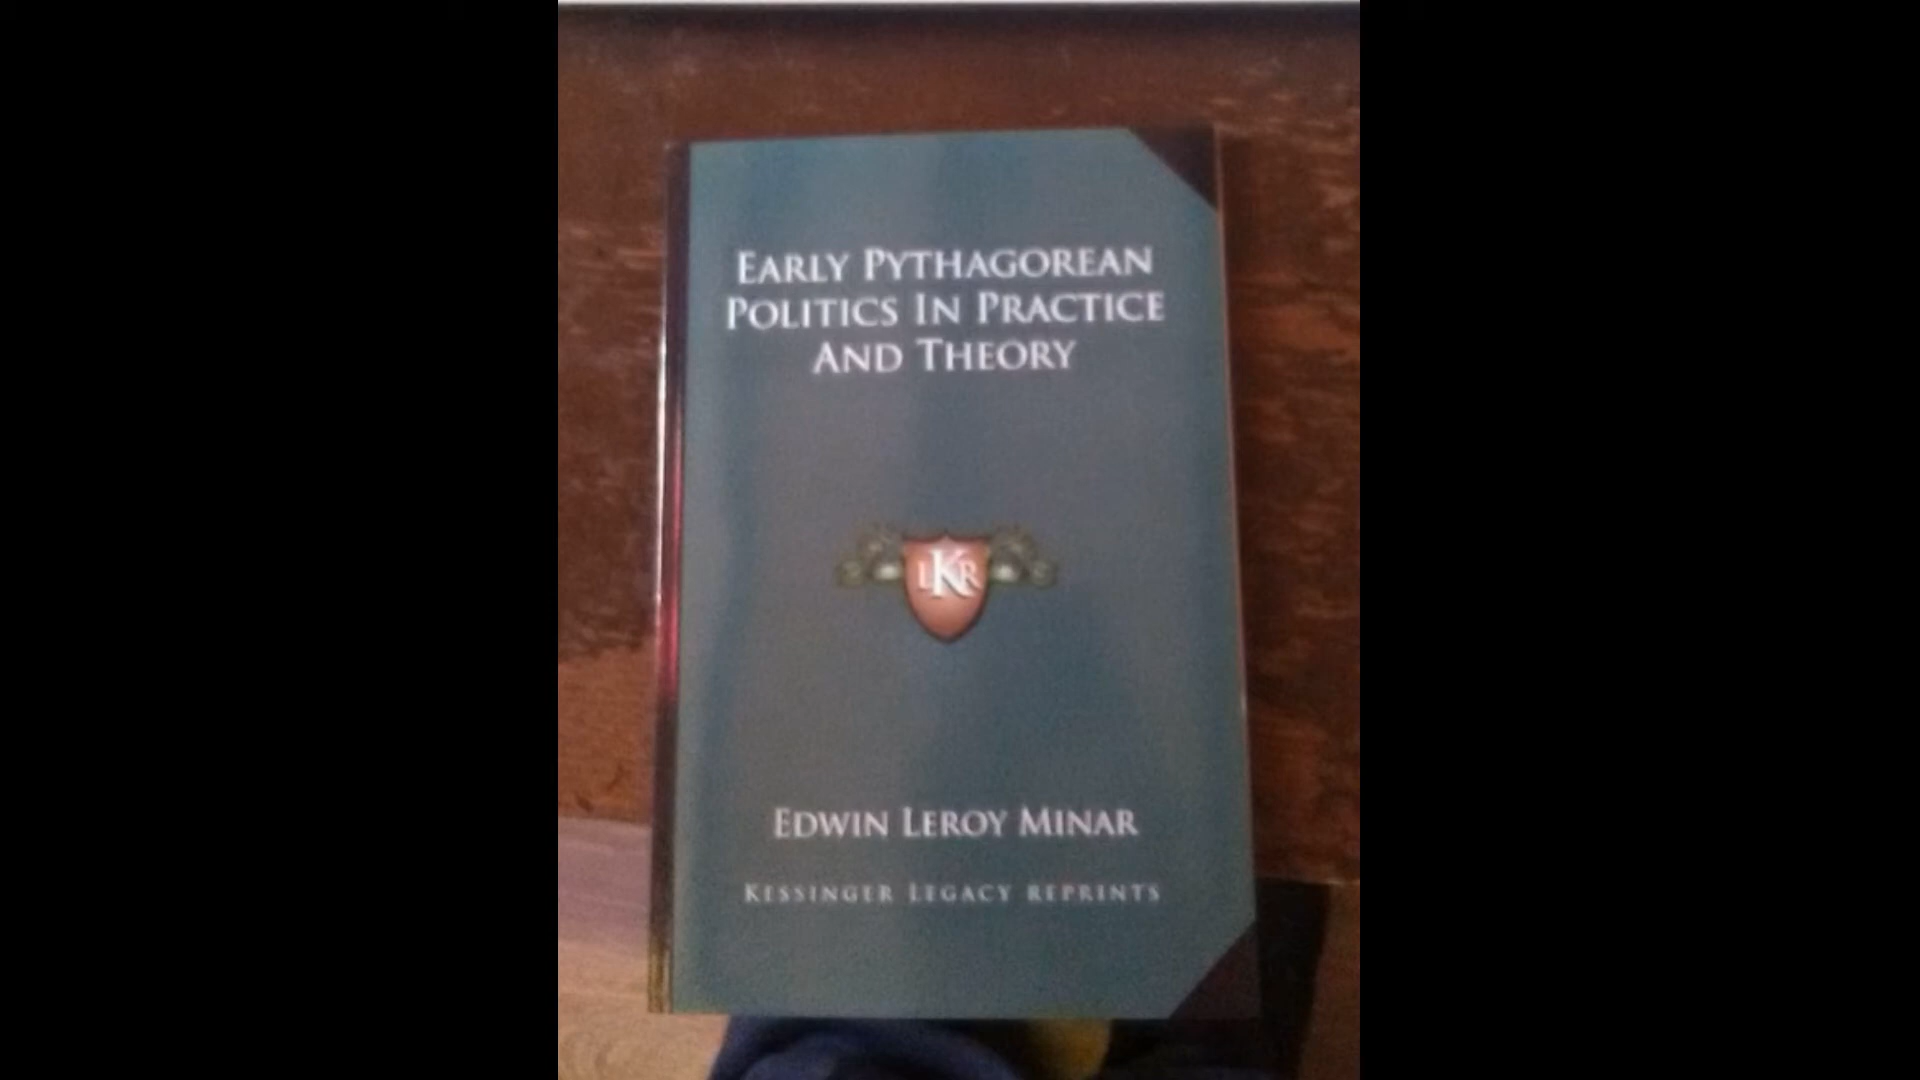 EARLY PYTHAGOREAN
POLITICS IN PRACTICE
AND THEORY
LKR
EDWIN LEROY MINAR
KESSINGER LEGACY REPRINTS